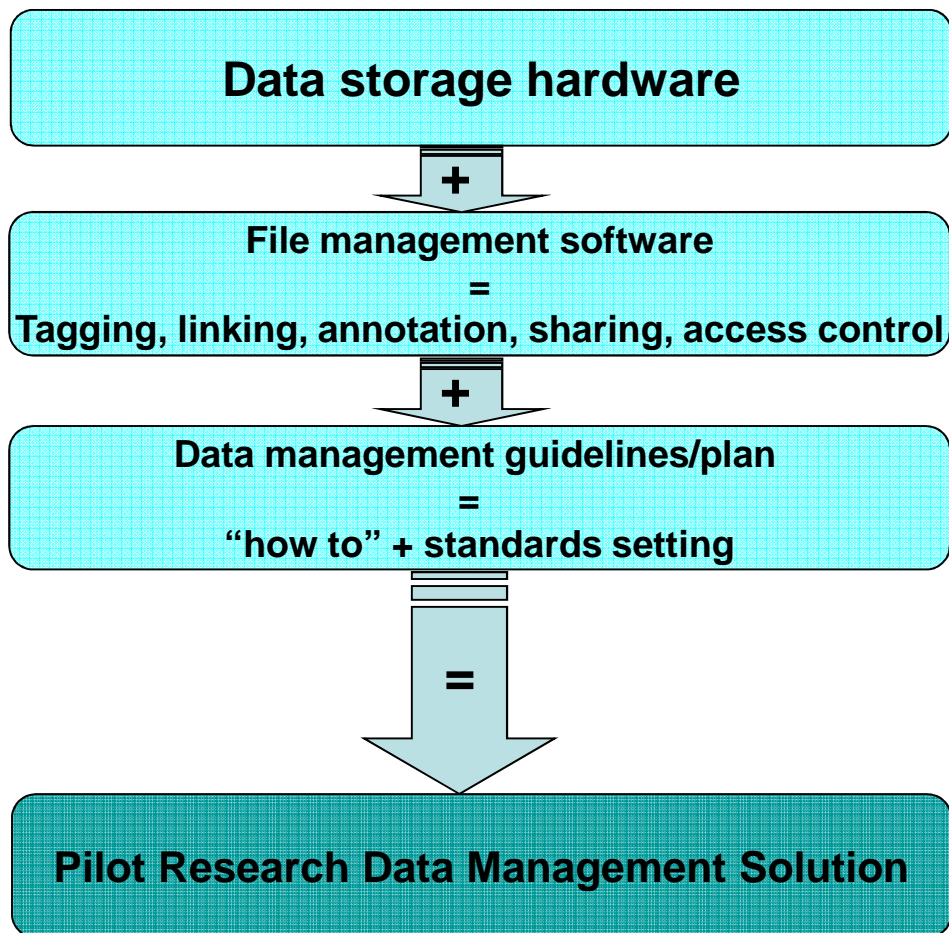 Data storage hardware
+
File management software
=
Tagging, linking, annotation, sharing, access control
+
Data management guidelines/plan
=
“how to” + standards setting
=
Pilot Research Data Management Solution